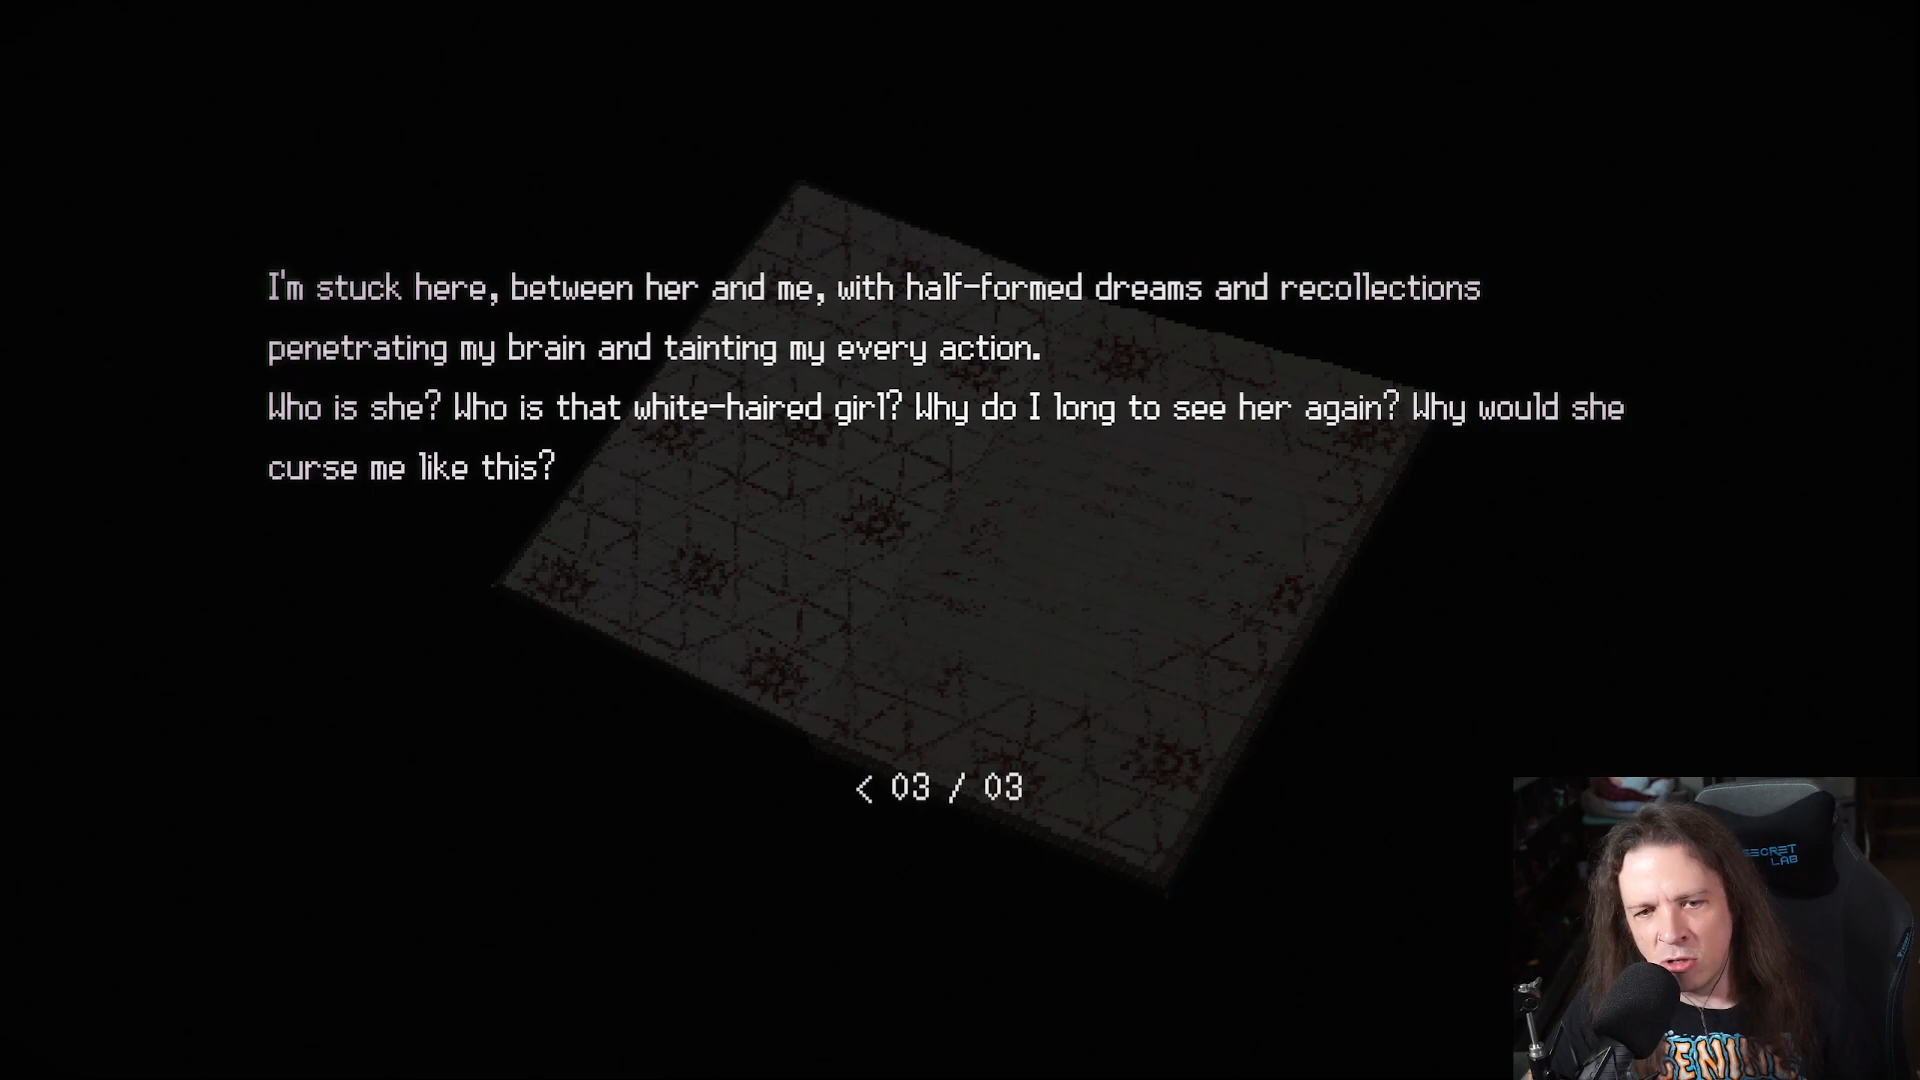 I'm stuck here, between her and me, with half-formed dreams and recollections
penetrating my brain and tainting my every action.
Who is she? Who is that white-haired girl? Why do I long to see her again? Why would she
curse me like this?
< 03 / 03
SECRET
LAB